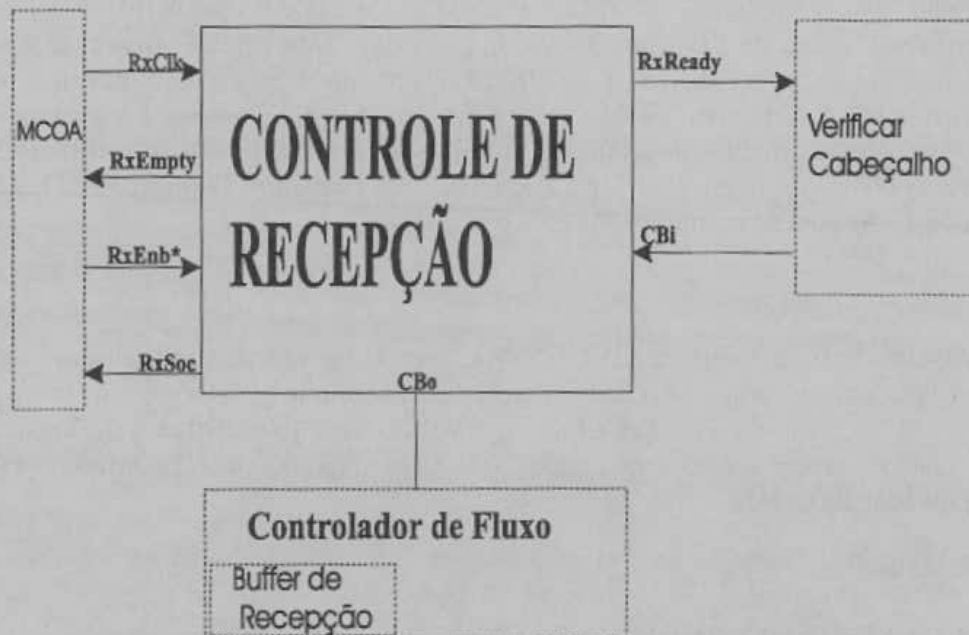 RxClk
RxReady
MCOA
RxEmpty
CONTROLE DE
RECEPÇÃO
Verificar
Cabeçalho
RxEnb*
CBi
RxSoc
CBo
Controlador de Fluxo
Buffer de
Recepção